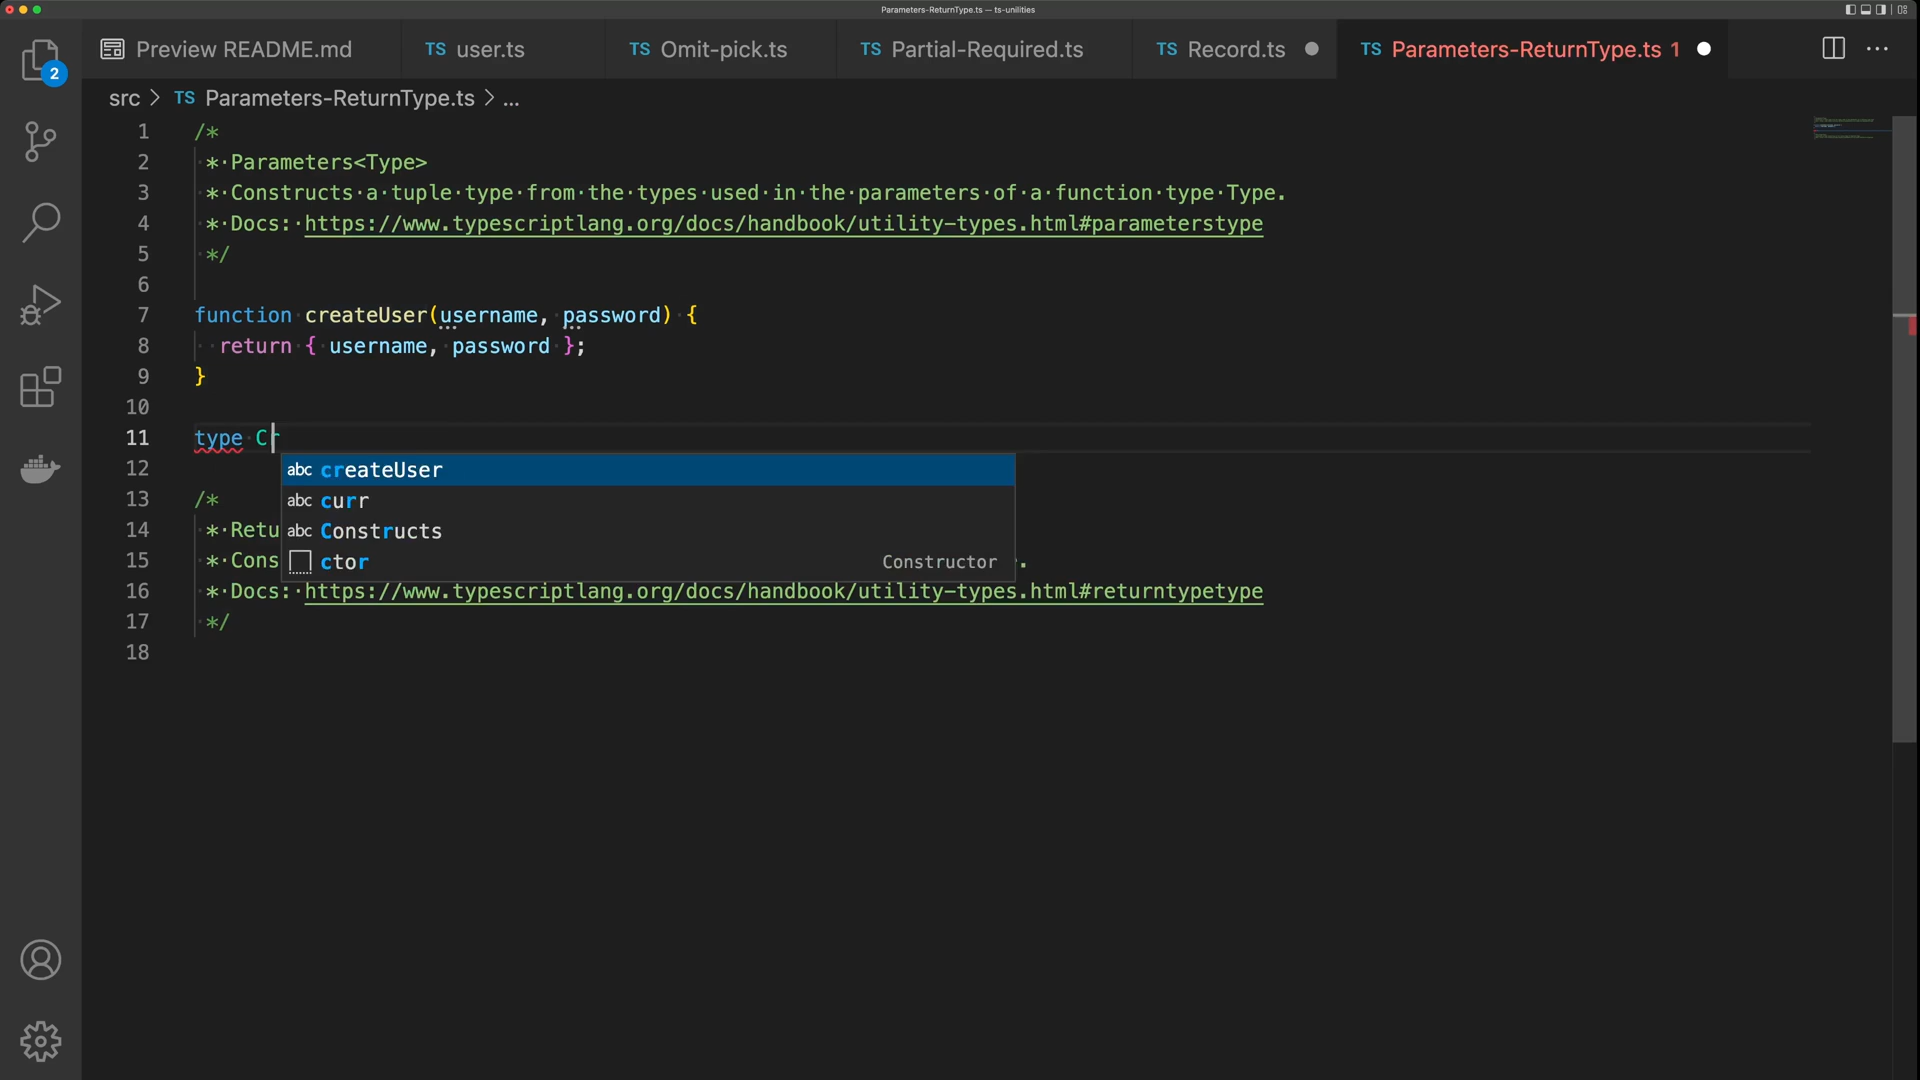 Parameters-ReturnType.ts — ts-unilities
Preview README.md
TS user.ts
TS Omit-pick.ts
TS Partial-Required.ts
TS Record.ts
TS Parameters-ReturnType.ts 1
2
src > TS Parameters-ReturnType.ts > ...
1 /*
2 * Parameters<Type>
3 * Constructs a tuple type from the types used in the parameters of a function type Type.
4 * Docs: https://www.typescriptlang.org/docs/handbook/utility-types.html#parameterstype
5 */
6
7 function createUser(username, password) {
8 return { username, password };
9 }
10
11 type Cr
12
abc createUser
abc curr
abc Constructs
ctor Constructor
13 /*
14 * Retu
15 * Cons .
16 * Docs: https://www.typescriptlang.org/docs/handbook/utility-types.html#returntypetype
17 */
18